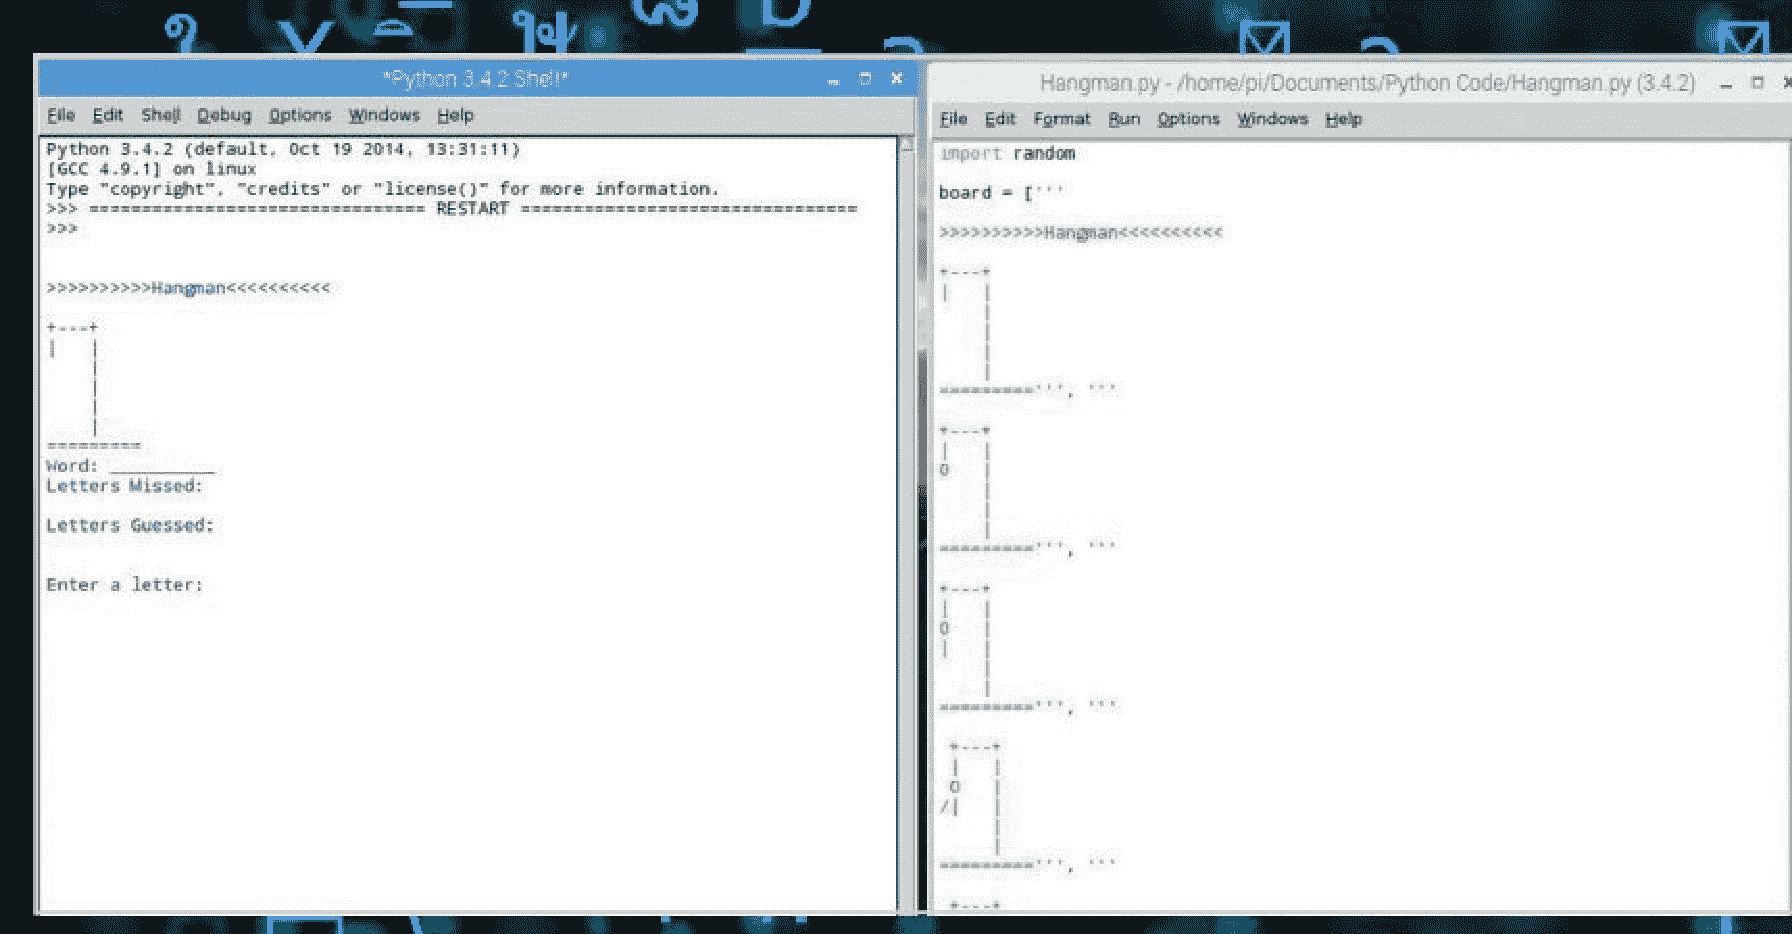 *Python 3.4.2 Shell*
File Edit Shell Debug Options Windows Help
Python 3.4.2 (default, Oct 19 2014, 13:31:11)
[GCC 4.9.1] on linux
Type "copyright", "credits" or "license()" for more information.
>>> ================================ RESTART ================================
>>>
>>>>>>>>>>Hangman<<<<<<<<<<
+---+
|   |
    |
    |
    |
    |
=========
Word: __________
Letters Missed:
Letters Guessed:
Enter a letter:
Hangman.py - /home/pi/Documents/Python Code/Hangman.py (3.4.2)
File Edit Format Run Options Windows Help
import random
board = ['''
>>>>>>>>>>Hangman<<<<<<<<<<
+---+
|   |
    |
    |
    |
    |
=========''', '''
+---+
|   |
O   |
    |
    |
    |
=========''', '''
+---+
|   |
O   |
|   |
    |
    |
=========''', '''
 +---+
 |   |
 O   |
/|   |
     |
     |
=========''', '''
 +---+